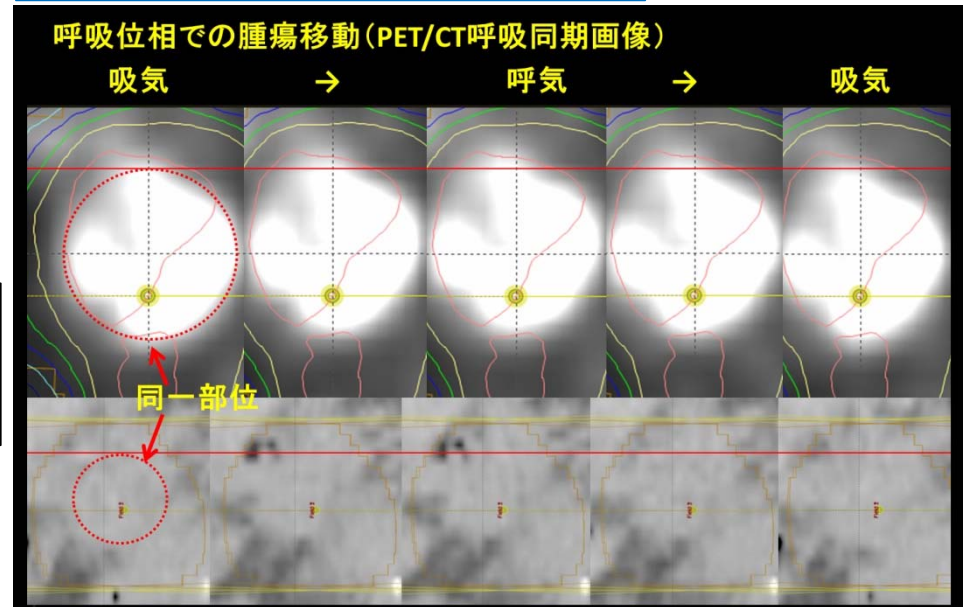 呼吸位相での腫瘍移動（PET/CT呼吸同期画像）
吸気 → 呼気 → 吸気
同一部位